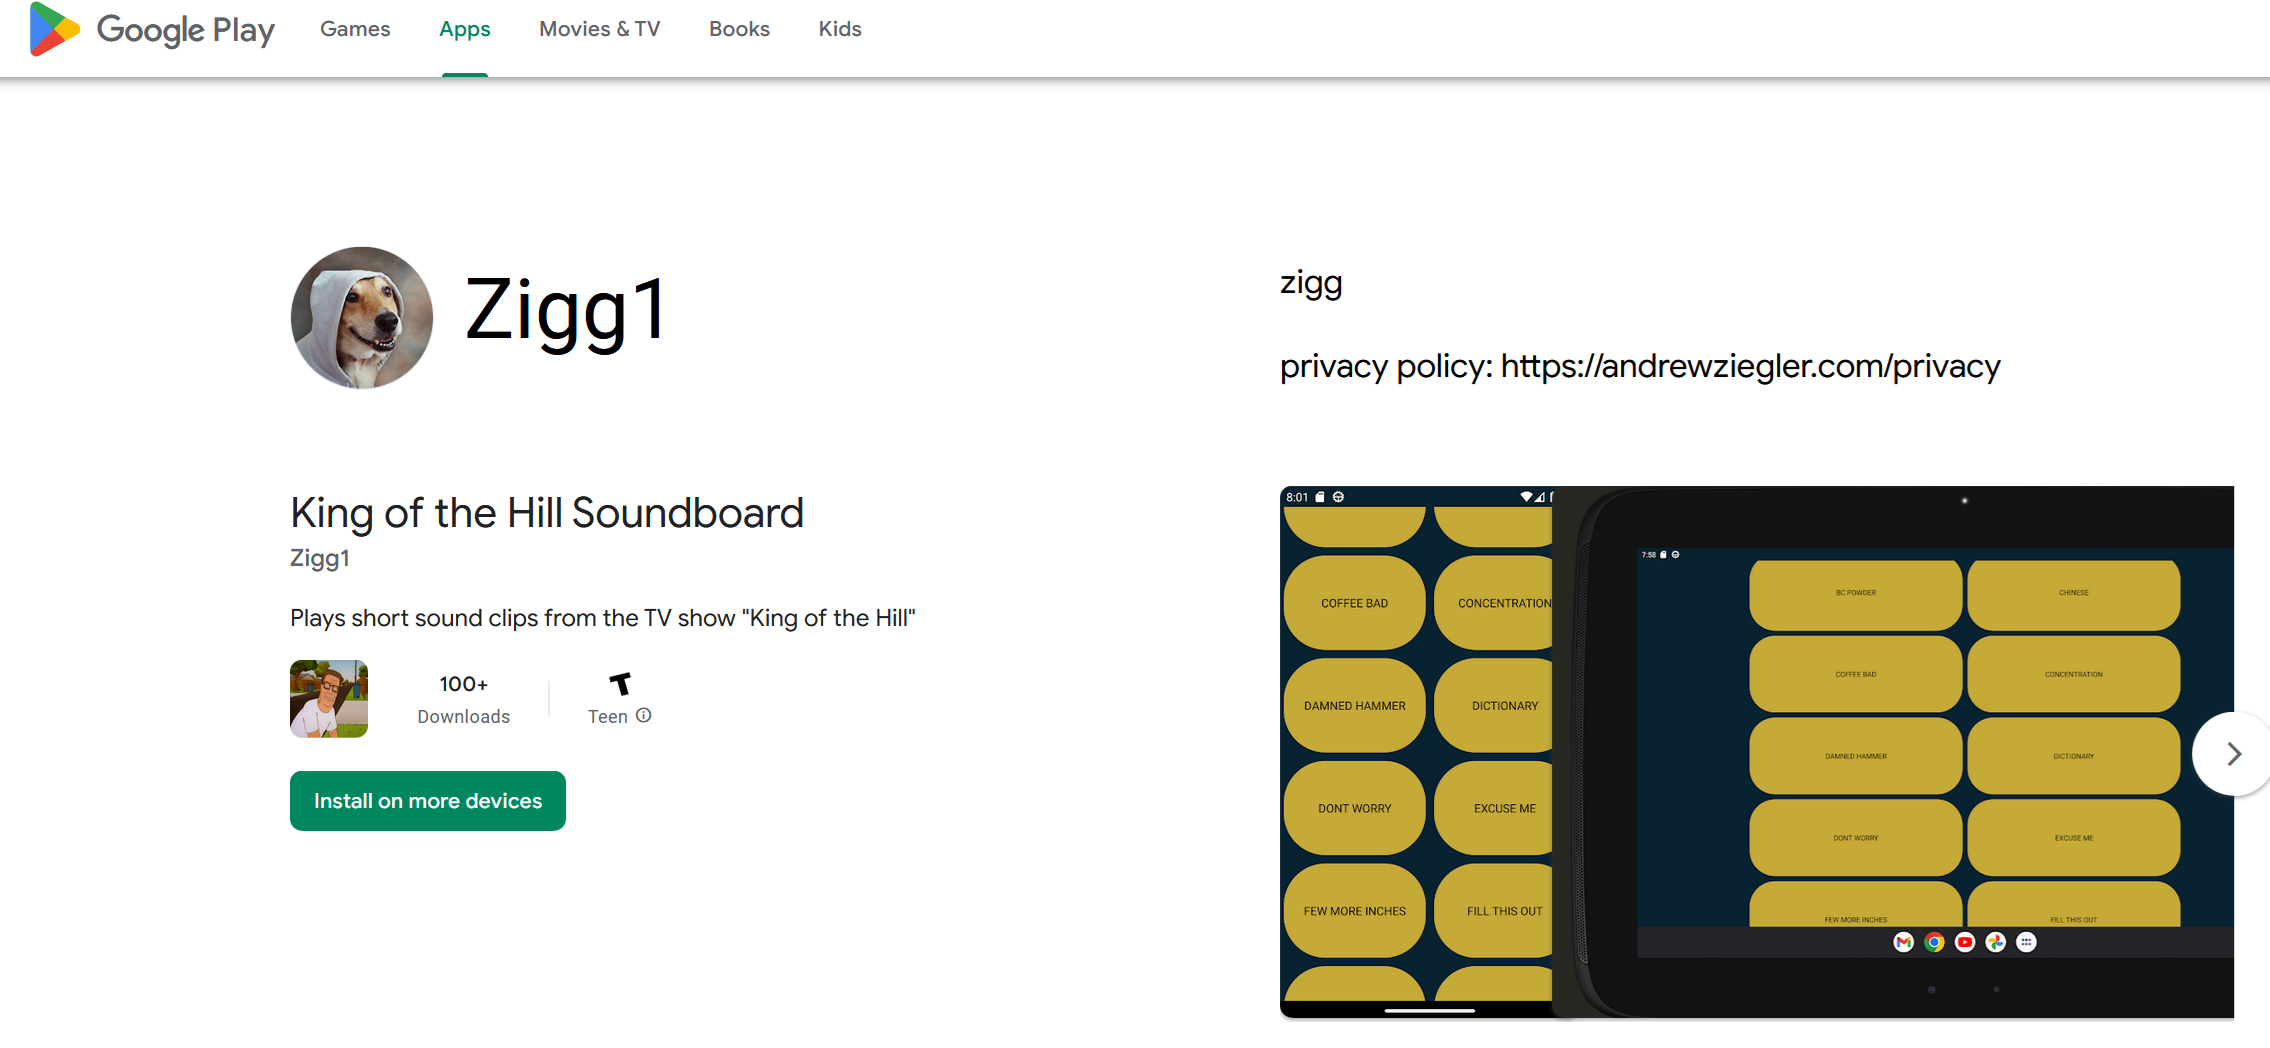 Google Play
Games
Apps
Movies & TV
Books
Kids
Zigg1
zigg
privacy policy: https://andrewziegler.com/privacy
King of the Hill Soundboard
Zigg1
Plays short sound clips from the TV show "King of the Hill"
100+
Downloads
T
Teen
Install on more devices
8:01
COFFEE BAD
CONCENTRATION
DAMNED HAMMER
DICTIONARY
DONT WORRY
EXCUSE ME
FEW MORE INCHES
FILL THIS OUT
7:58
BC POWDER
CHINESE
COFFEE BAD
CONCENTRATION
DAMNED HAMMER
DICTIONARY
DONT WORRY
EXCUSE ME
FEW MORE INCHES
FILL THIS OUT